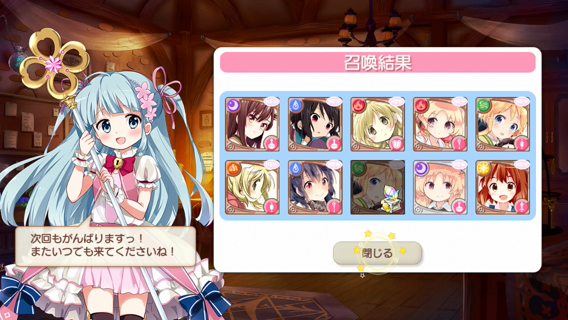 召喚結果
次回もがんばりますっ！
またいつでも来てくださいね！
閉じる